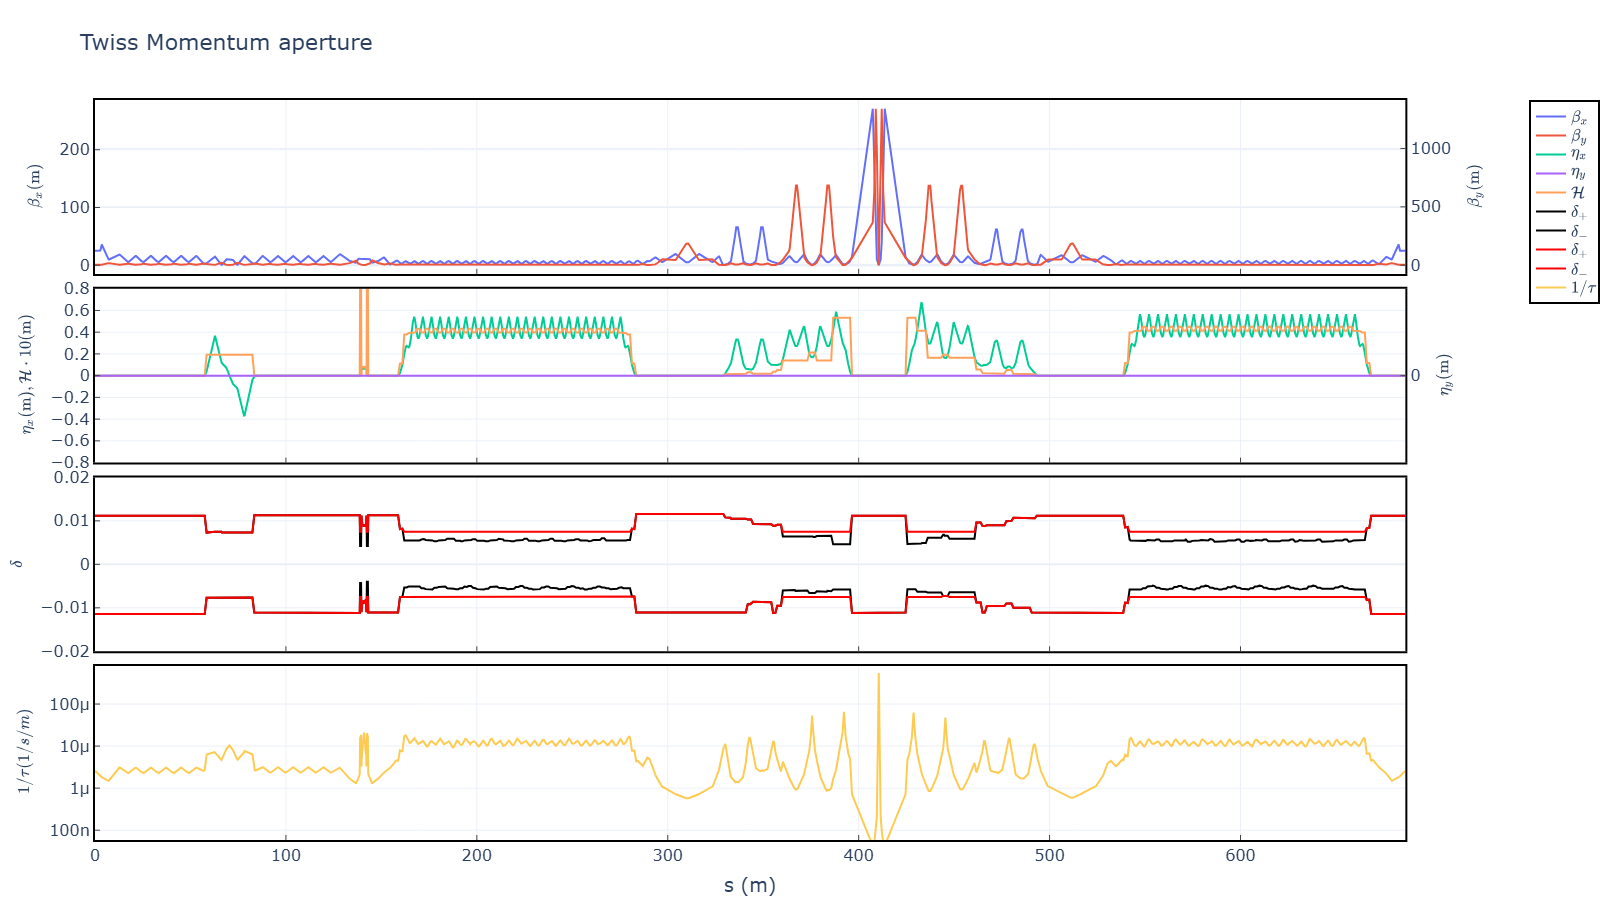 Twiss Momentum aperture
200
100
0
βx(m)
1000
500
0
βy(m)
βx
βy
ηx
ηy
ℋ
δ+
δ−
δ+
δ−
1/τ
0.8
0.6
0.4
0.2
0
−0.2
−0.4
−0.6
−0.8
ηx(m), ℋ · 10(m)
0
ηy(m)
0.02
0.01
0
−0.01
−0.02
δ
100μ
10μ
1μ
100n
1/τ(1/s/m)
0 100 200 300 400 500 600
s (m)